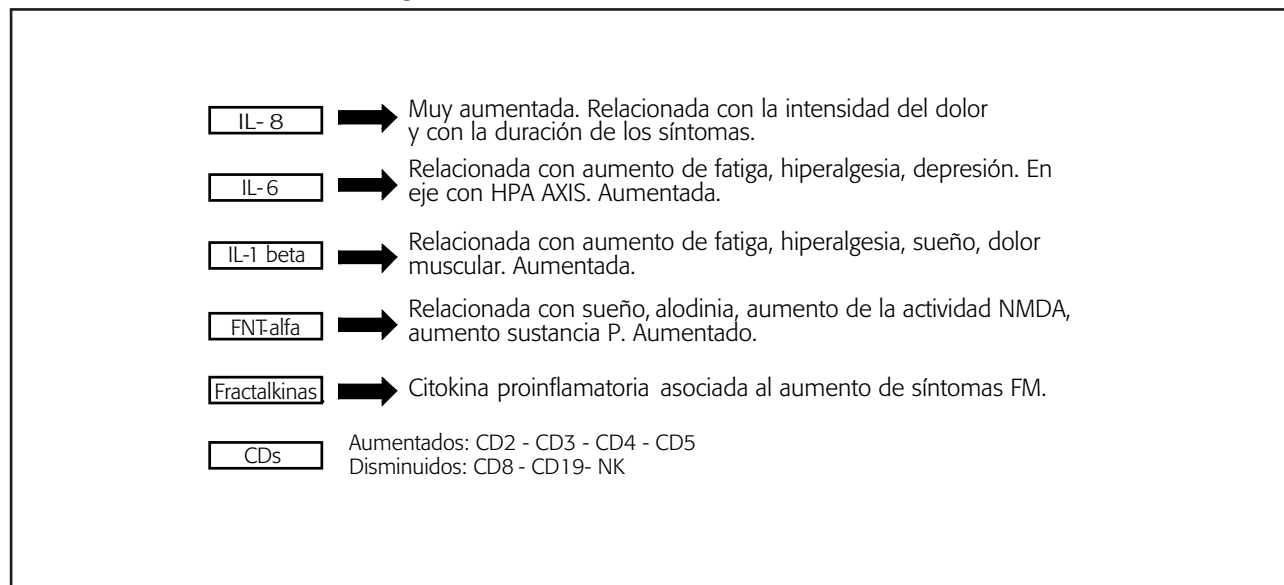 IL- 8
Muy aumentada. Relacionada con la intensidad del dolor
y con la duración de los síntomas.
IL- 6
Relacionada con aumento de fatiga, hiperalgesia, depresión. En
eje con HPA AXIS. Aumentada.
IL-1 beta
Relacionada con aumento de fatiga, hiperalgesia, sueño, dolor
muscular. Aumentada.
FNT-alfa
Relacionada con sueño, alodinia, aumento de la actividad NMDA,
aumento sustancia P. Aumentado.
Fractalkinas
Citokina proinflamatoria asociada al aumento de síntomas FM.
CDs
Aumentados: CD2 - CD3 - CD4 - CD5
Disminuidos: CD8 - CD19- NK